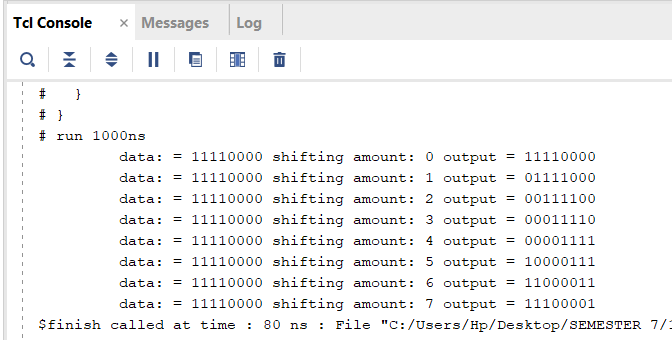 Tcl Console × Messages Log
# }
# }
# run 1000ns
data: = 11110000 shifting amount: 0 output = 11110000
data: = 11110000 shifting amount: 1 output = 01111000
data: = 11110000 shifting amount: 2 output = 00111100
data: = 11110000 shifting amount: 3 output = 00011110
data: = 11110000 shifting amount: 4 output = 00001111
data: = 11110000 shifting amount: 5 output = 10000111
data: = 11110000 shifting amount: 6 output = 11000011
data: = 11110000 shifting amount: 7 output = 11100001
$finish called at time : 80 ns : File "C:/Users/Hp/Desktop/SEMESTER 7/